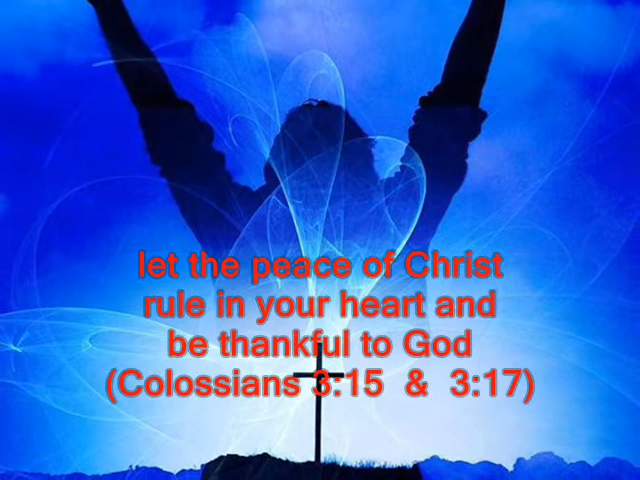 let the peace of Christ
rule in your heart and
be thankful to God
(Colossians 3:15 & 3:17)